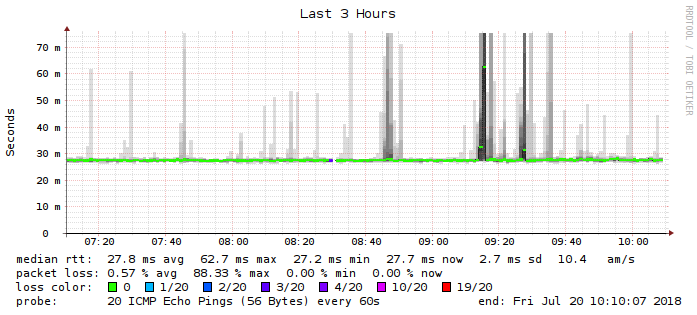 Last 3 Hours
RRDTOOL / TOBI OETIKER
Seconds
70 m
60 m
50 m
40 m
30 m
20 m
10 m
0
07:20 07:40 08:00 08:20 08:40 09:00 09:20 09:40 10:00
median rtt: 27.8 ms avg 62.7 ms max 27.2 ms min 27.7 ms now 2.7 ms sd 10.4 am/s
packet loss: 0.57 % avg 88.33 % max 0.00 % min 0.00 % now
loss color: 0 1/20 2/20 3/20 4/20 10/20 19/20
probe: 20 ICMP Echo Pings (56 Bytes) every 60s end: Fri Jul 20 10:10:07 2018